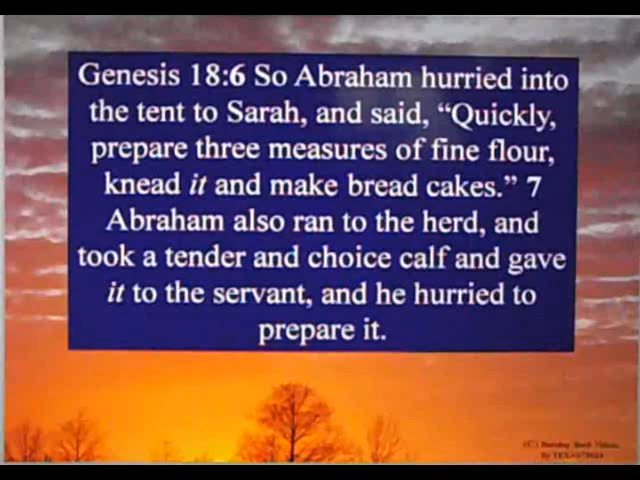 Genesis 18:6 So Abraham hurried into
the tent to Sarah, and said, “Quickly,
prepare three measures of fine flour,
knead it and make bread cakes.” 7
Abraham also ran to the herd, and
took a tender and choice calf and gave
it to the servant, and he hurried to
prepare it.
(C)
By